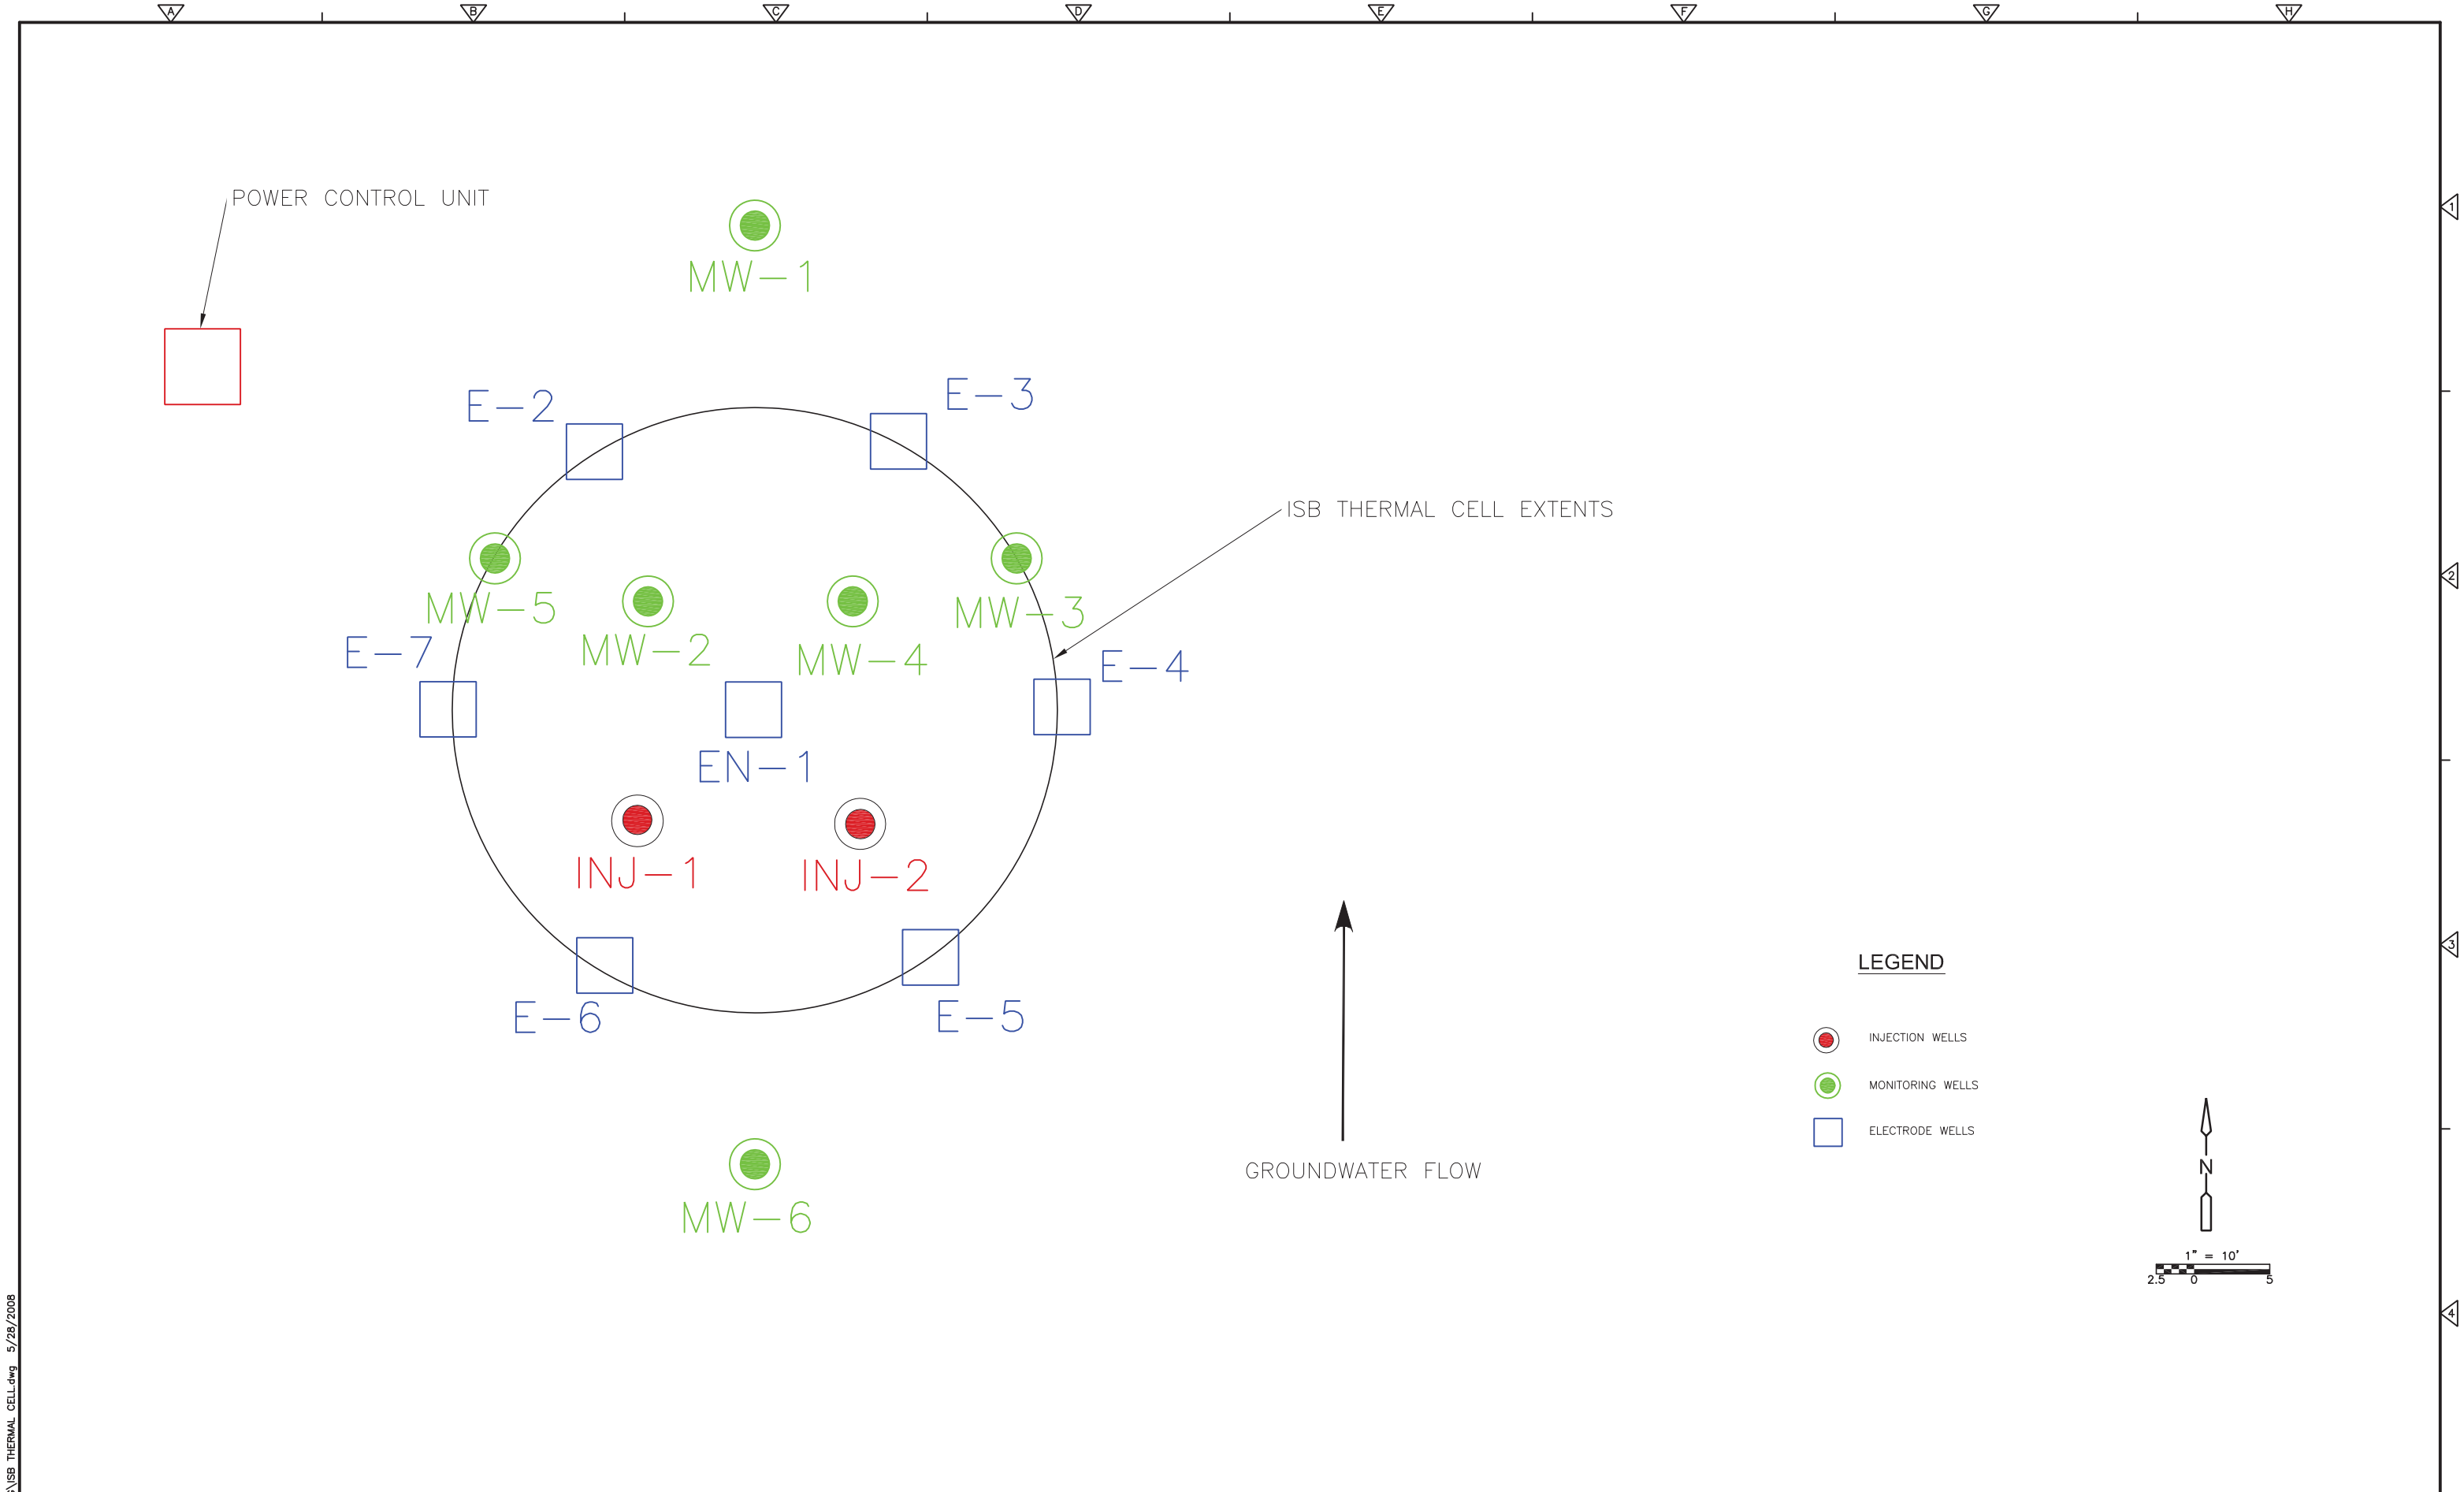 A B C D E F G H
1
POWER CONTROL UNIT
MW-1
E-2
E-3
ISB THERMAL CELL EXTENTS
2
MW-5
MW-3
MW-2
MW-4
E-7
E-4
EN-1
INJ-1
INJ-2
3
LEGEND
E-6
E-5
INJECTION WELLS
MONITORING WELLS
ELECTRODE WELLS
GROUNDWATER FLOW
N
MW-6
1" = 10'
2.5 0 5
4
\ISB THERMAL CELL.dwg 5/28/2008